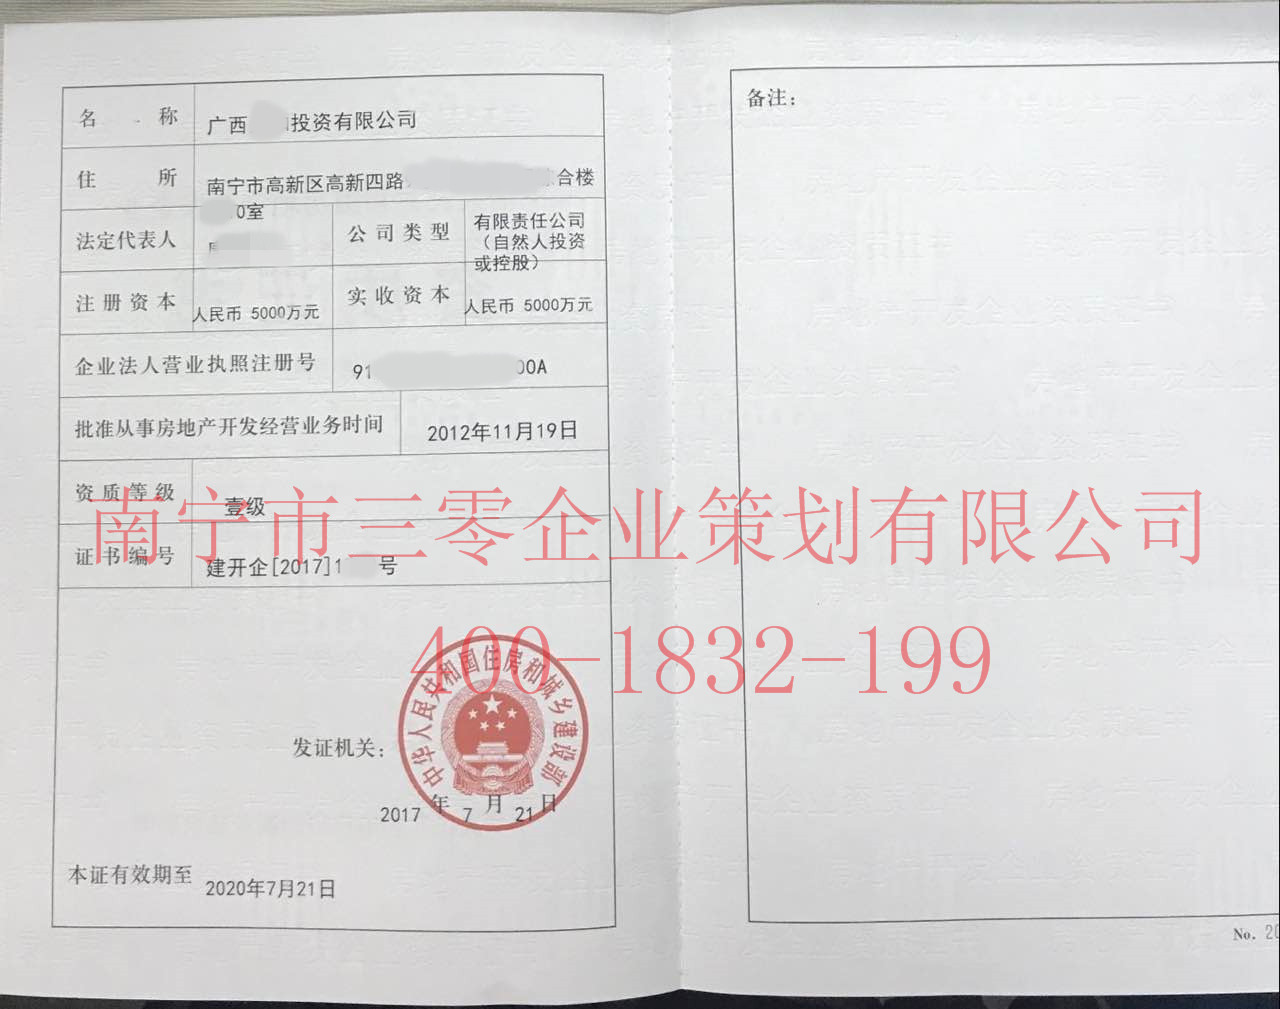 名 称 广西 投资有限公司
住 所 南宁市高新区高新四路 合楼
0室
法定代表人 公司类型 有限责任公司
（自然人投资
或控股）
注册资本 人民币 5000万元 实收资本 人民币 5000万元
企业法人营业执照注册号 91 00A
批准从事房地产开发经营业务时间 2012年11月19日
资质等级 壹级
证书编号 建开企[2017]1 号
南宁市三零企业策划有限公司
400-1832-199
中华人民共和国住房和城乡建设部
发证机关：
2017 年 7 月 21 日
本证有效期至 2020年7月21日
备注：
No. 20